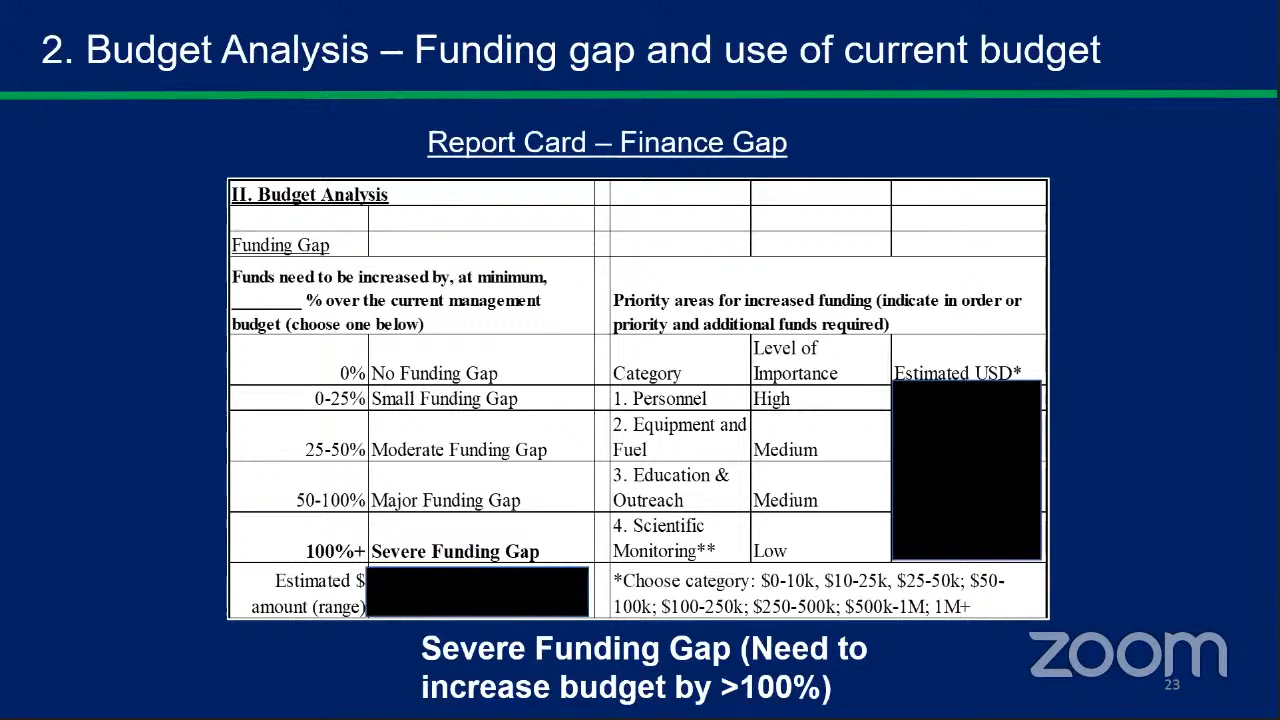 2. Budget Analysis – Funding gap and use of current budget
Report Card – Finance Gap
II. Budget Analysis
Funding Gap
Funds need to be increased by, at minimum,
________ % over the current management
budget (choose one below)
Priority areas for increased funding (indicate in order or
priority and additional funds required)
0% No Funding Gap
Category
Level of
Importance
Estimated USD*
0-25% Small Funding Gap
1. Personnel
High
25-50% Moderate Funding Gap
2. Equipment and
Fuel
Medium
50-100% Major Funding Gap
3. Education &
Outreach
Medium
100%+ Severe Funding Gap
4. Scientific
Monitoring**
Low
Estimated $
amount (range)
*Choose category: $0-10k, $10-25k, $25-50k; $50-
100k; $100-250k; $250-500k; $500k-1M; 1M+
Severe Funding Gap (Need to
increase budget by >100%)
zoom
23